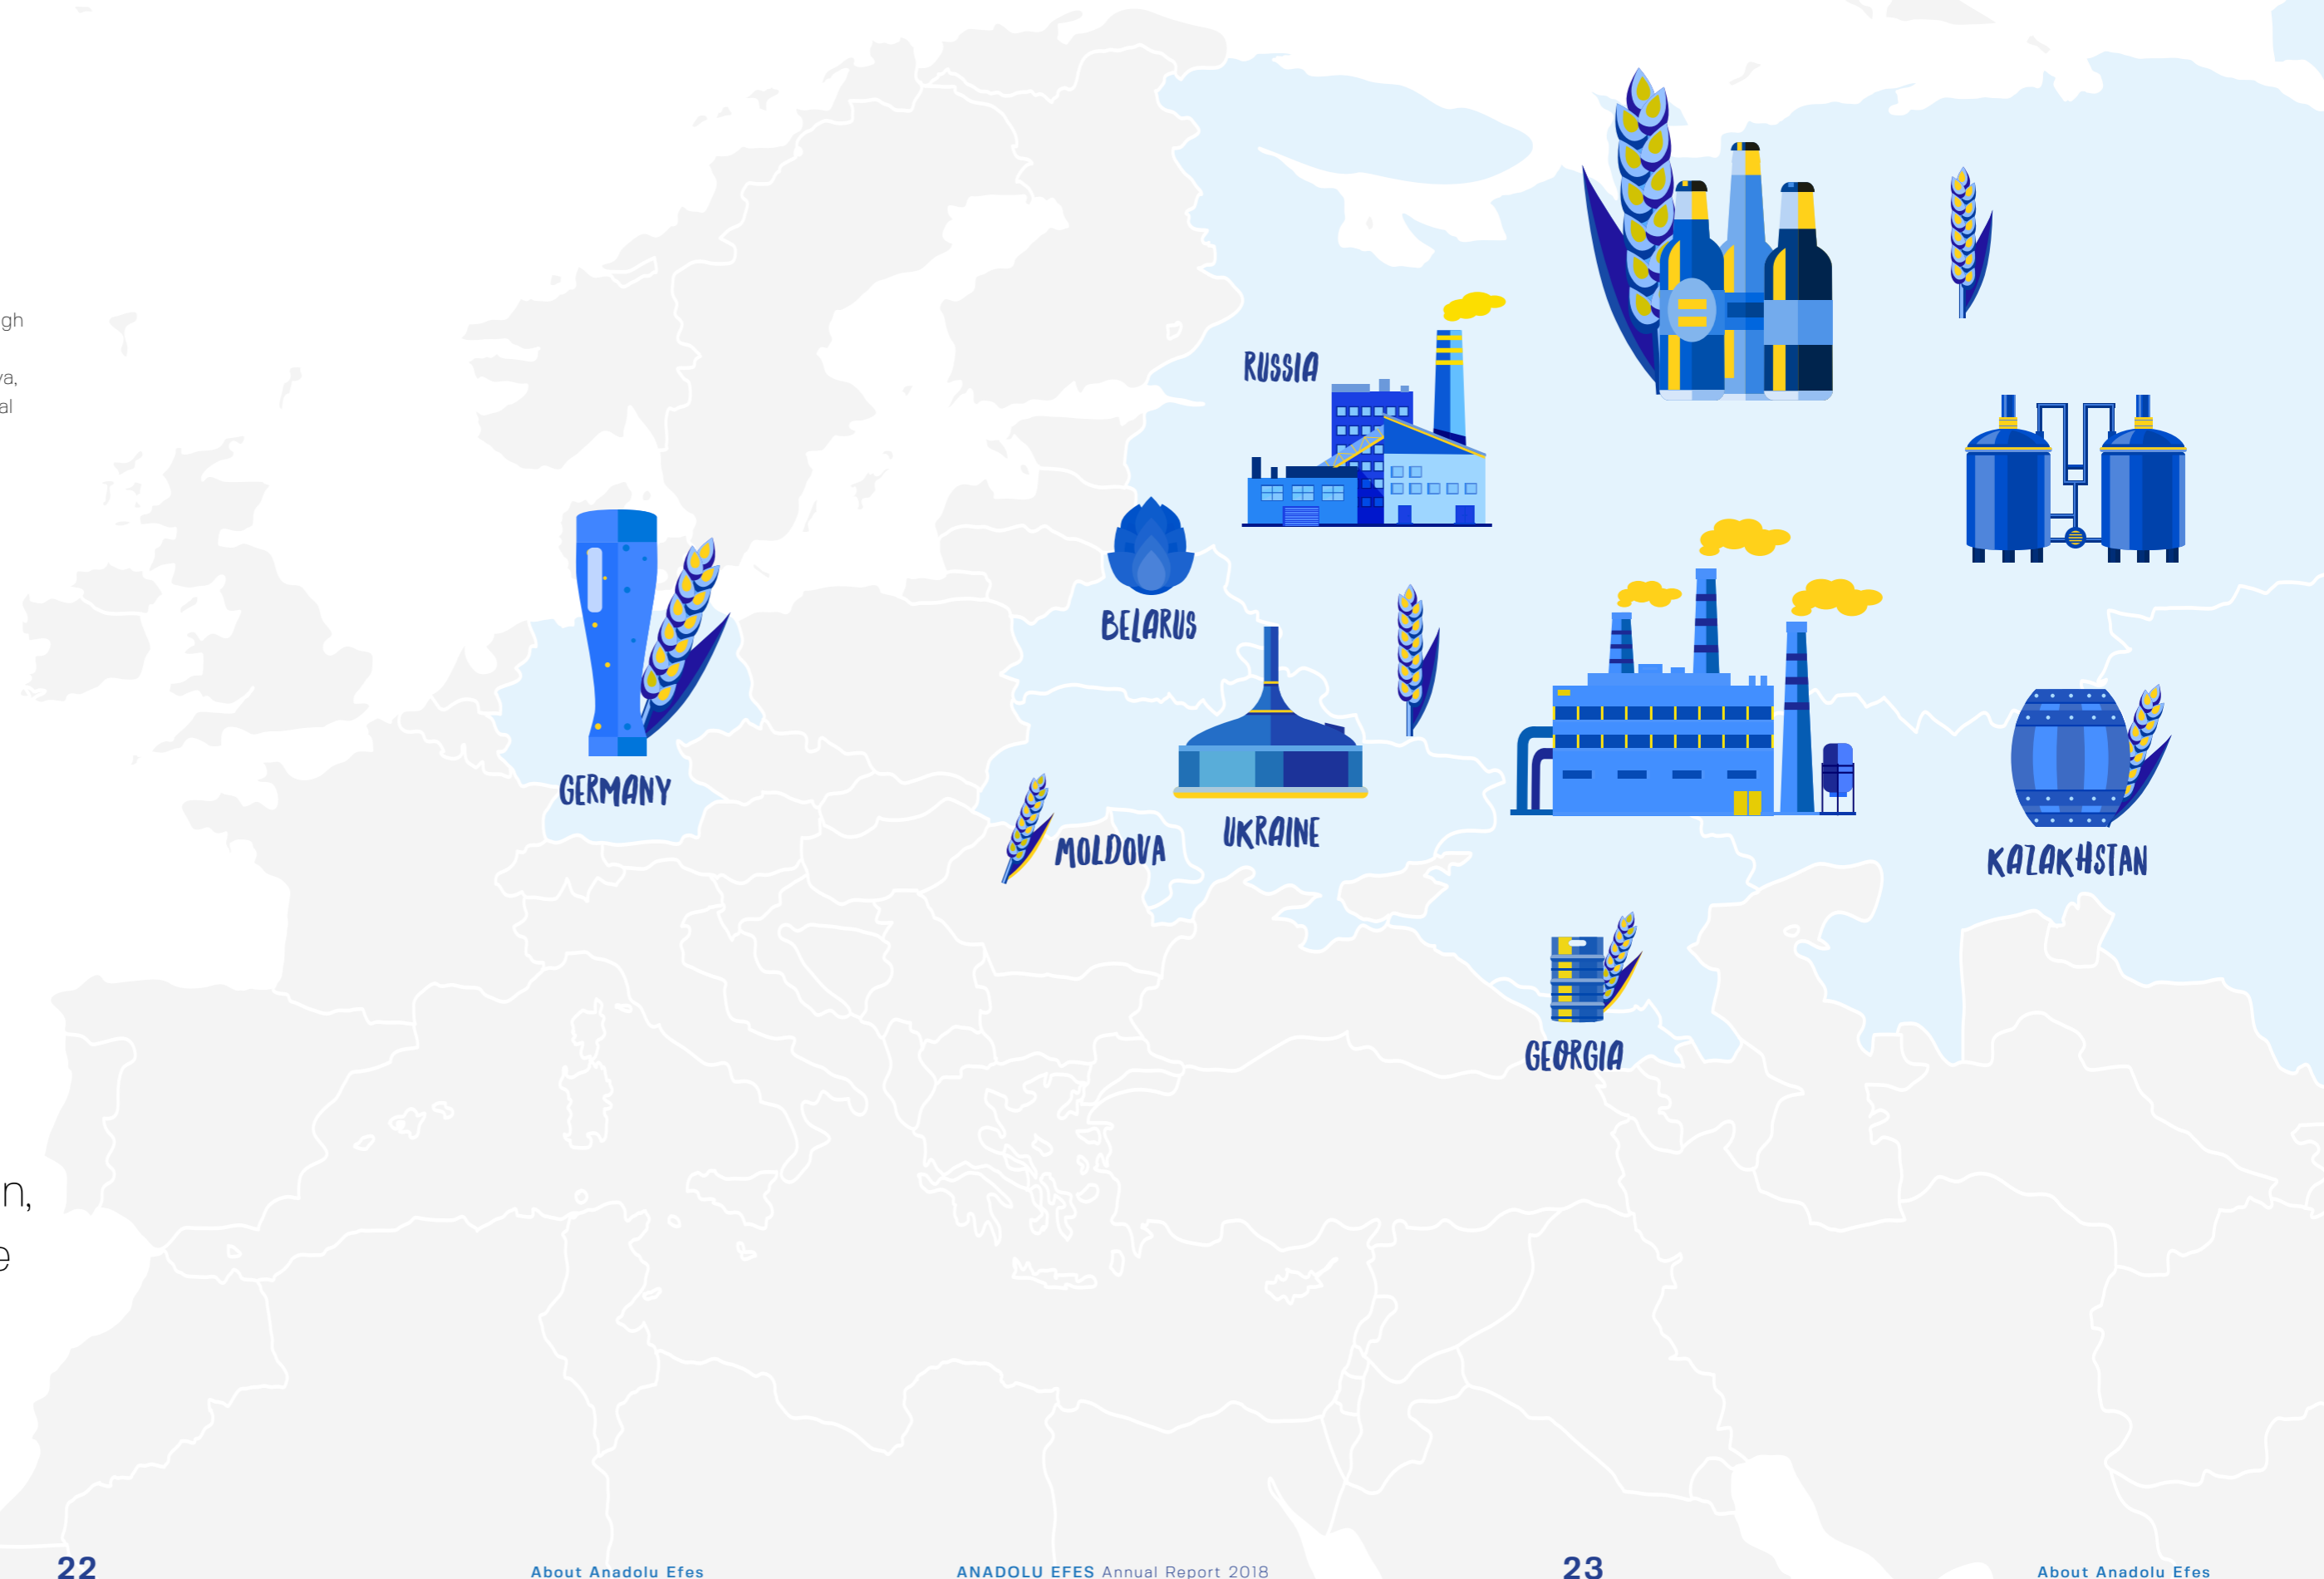 gh
va,
al
n,
e
RUSSIA
BELARUS
GERMANY
MOLDOVA
UKRAINE
KAZAKHSTAN
GEORGIA
22
About Anadolu Efes
ANADOLU EFES Annual Report 2018
23
About Anadolu Efes